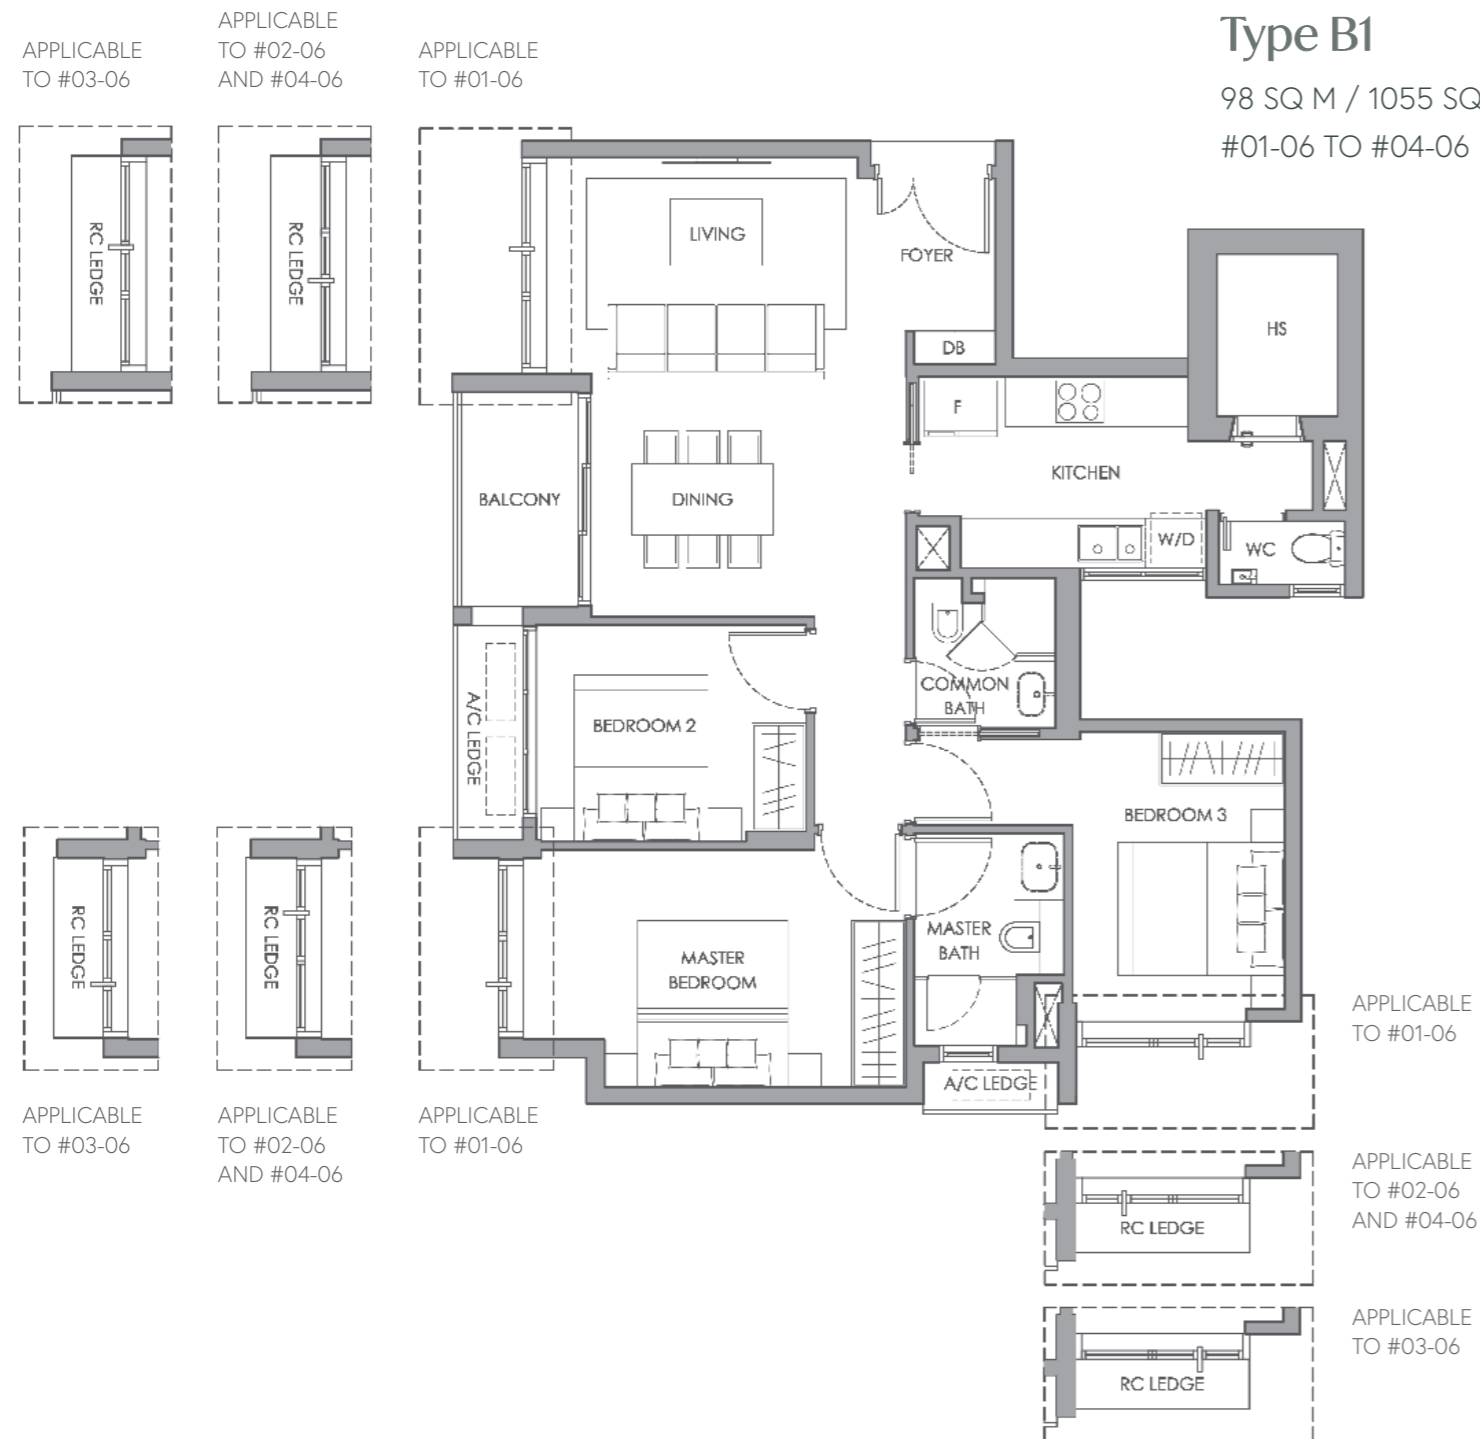 Type B1
98 SQ M / 1055 SQ
#01-06 TO #04-06
APPLICABLE
TO #03-06
APPLICABLE
TO #02-06
AND #04-06
APPLICABLE
TO #01-06
RC LEDGE
RC LEDGE
LIVING
FOYER
HS
DB
F
KITCHEN
BALCONY
DINING
W/D
WC
COMMON
BATH
A/C LEDGE
BEDROOM 2
BEDROOM 3
RC LEDGE
RC LEDGE
MASTER
BEDROOM
MASTER
BATH
A/C LEDGE
APPLICABLE
TO #01-06
APPLICABLE
TO #03-06
APPLICABLE
TO #02-06
AND #04-06
APPLICABLE
TO #01-06
RC LEDGE
APPLICABLE
TO #02-06
AND #04-06
RC LEDGE
APPLICABLE
TO #03-06